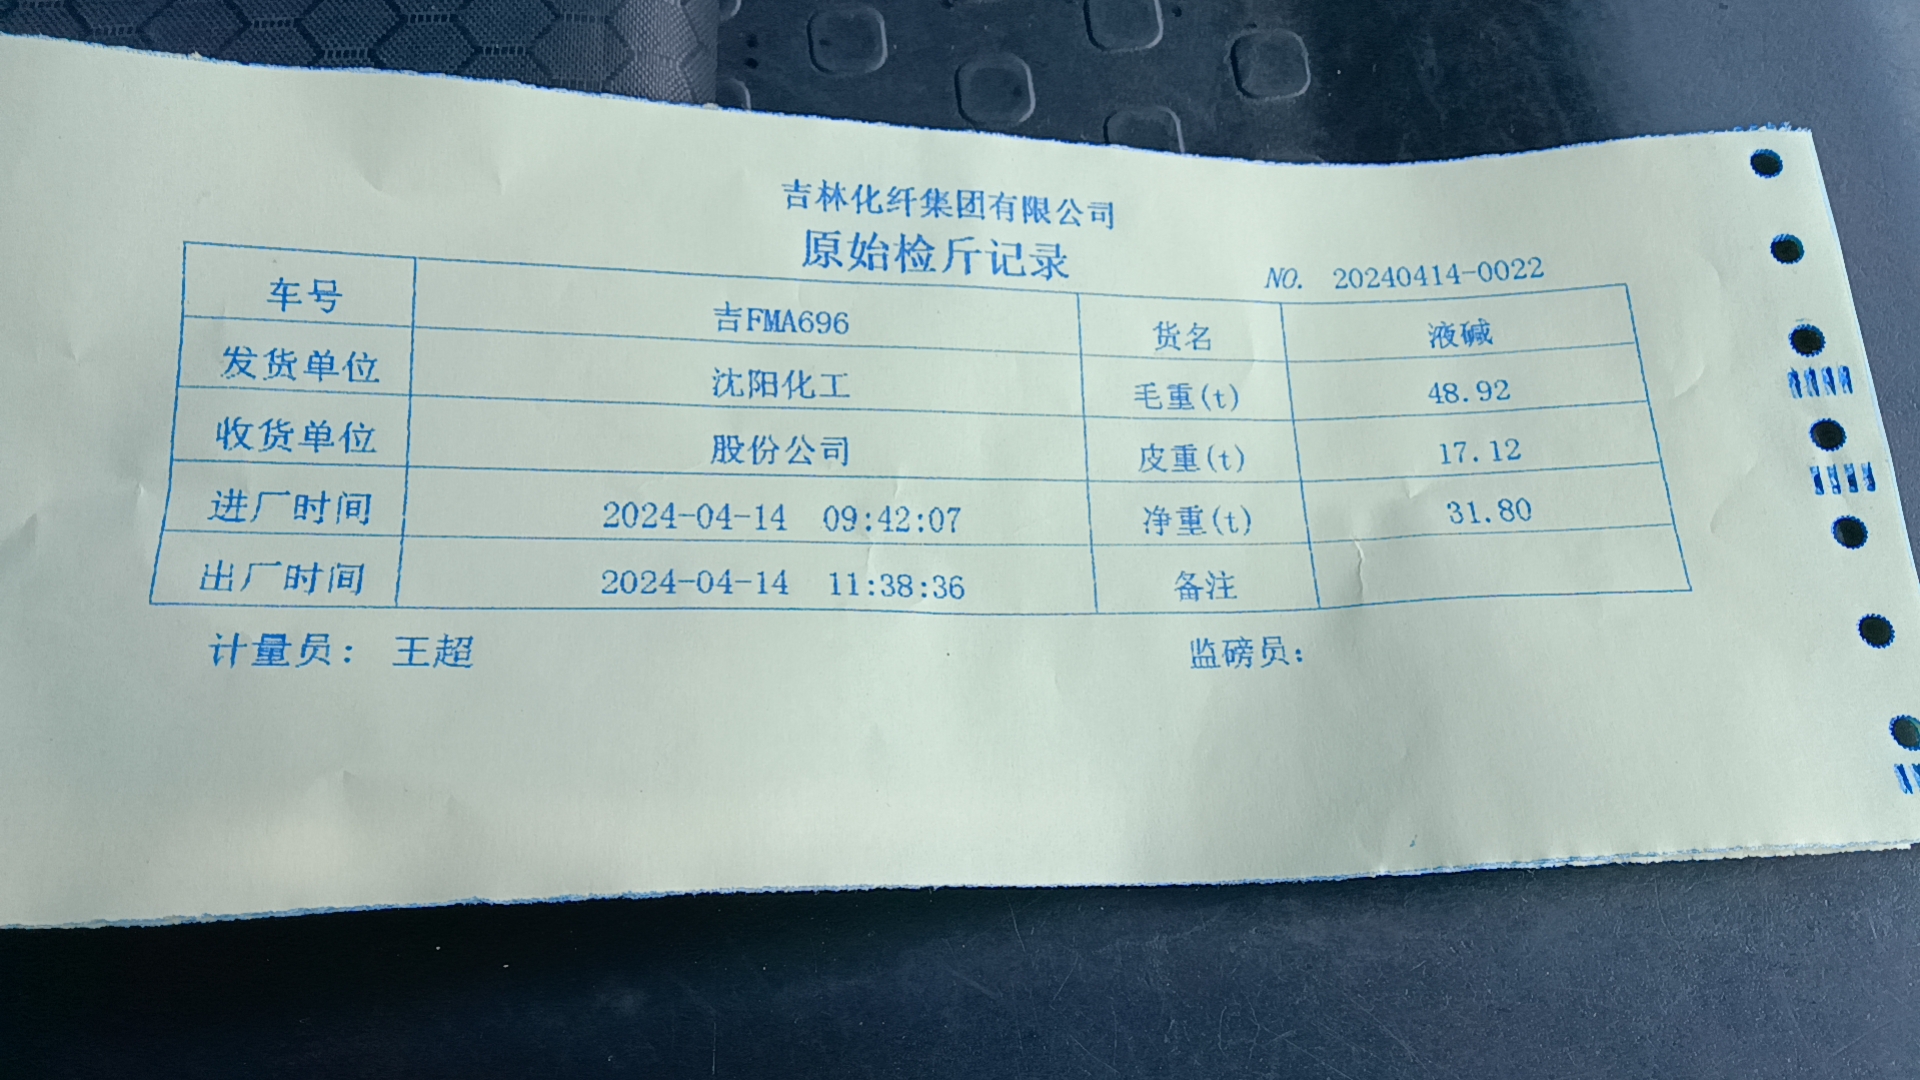 吉林化纤集团有限公司
原始检斤记录
NO. 20240414-0022
车号 吉FMA696 货名 液碱
发货单位 沈阳化工 毛重(t) 48.92
收货单位 股份公司 皮重(t) 17.12
进厂时间 2024-04-14 09:42:07 净重(t) 31.80
出厂时间 2024-04-14 11:38:36 备注
计量员: 王超 监磅员: